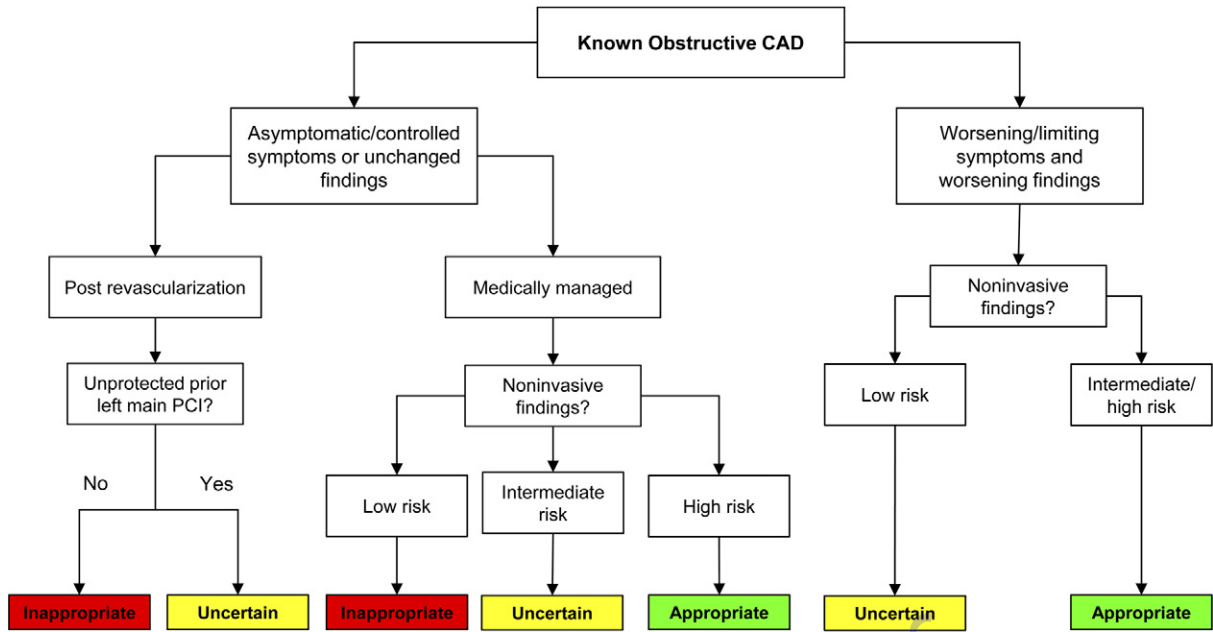 Known Obstructive CAD
Asymptomatic/controlled
symptoms or unchanged
findings
Worsening/limiting
symptoms and
worsening findings
Post revascularization
Medically managed
Noninvasive
findings?
Unprotected prior
left main PCI?
Noninvasive
findings?
Low risk
Intermediate/
high risk
No
Yes
Low risk
Intermediate
risk
High risk
Inappropriate
Uncertain
Inappropriate
Uncertain
Appropriate
Uncertain
Appropriate